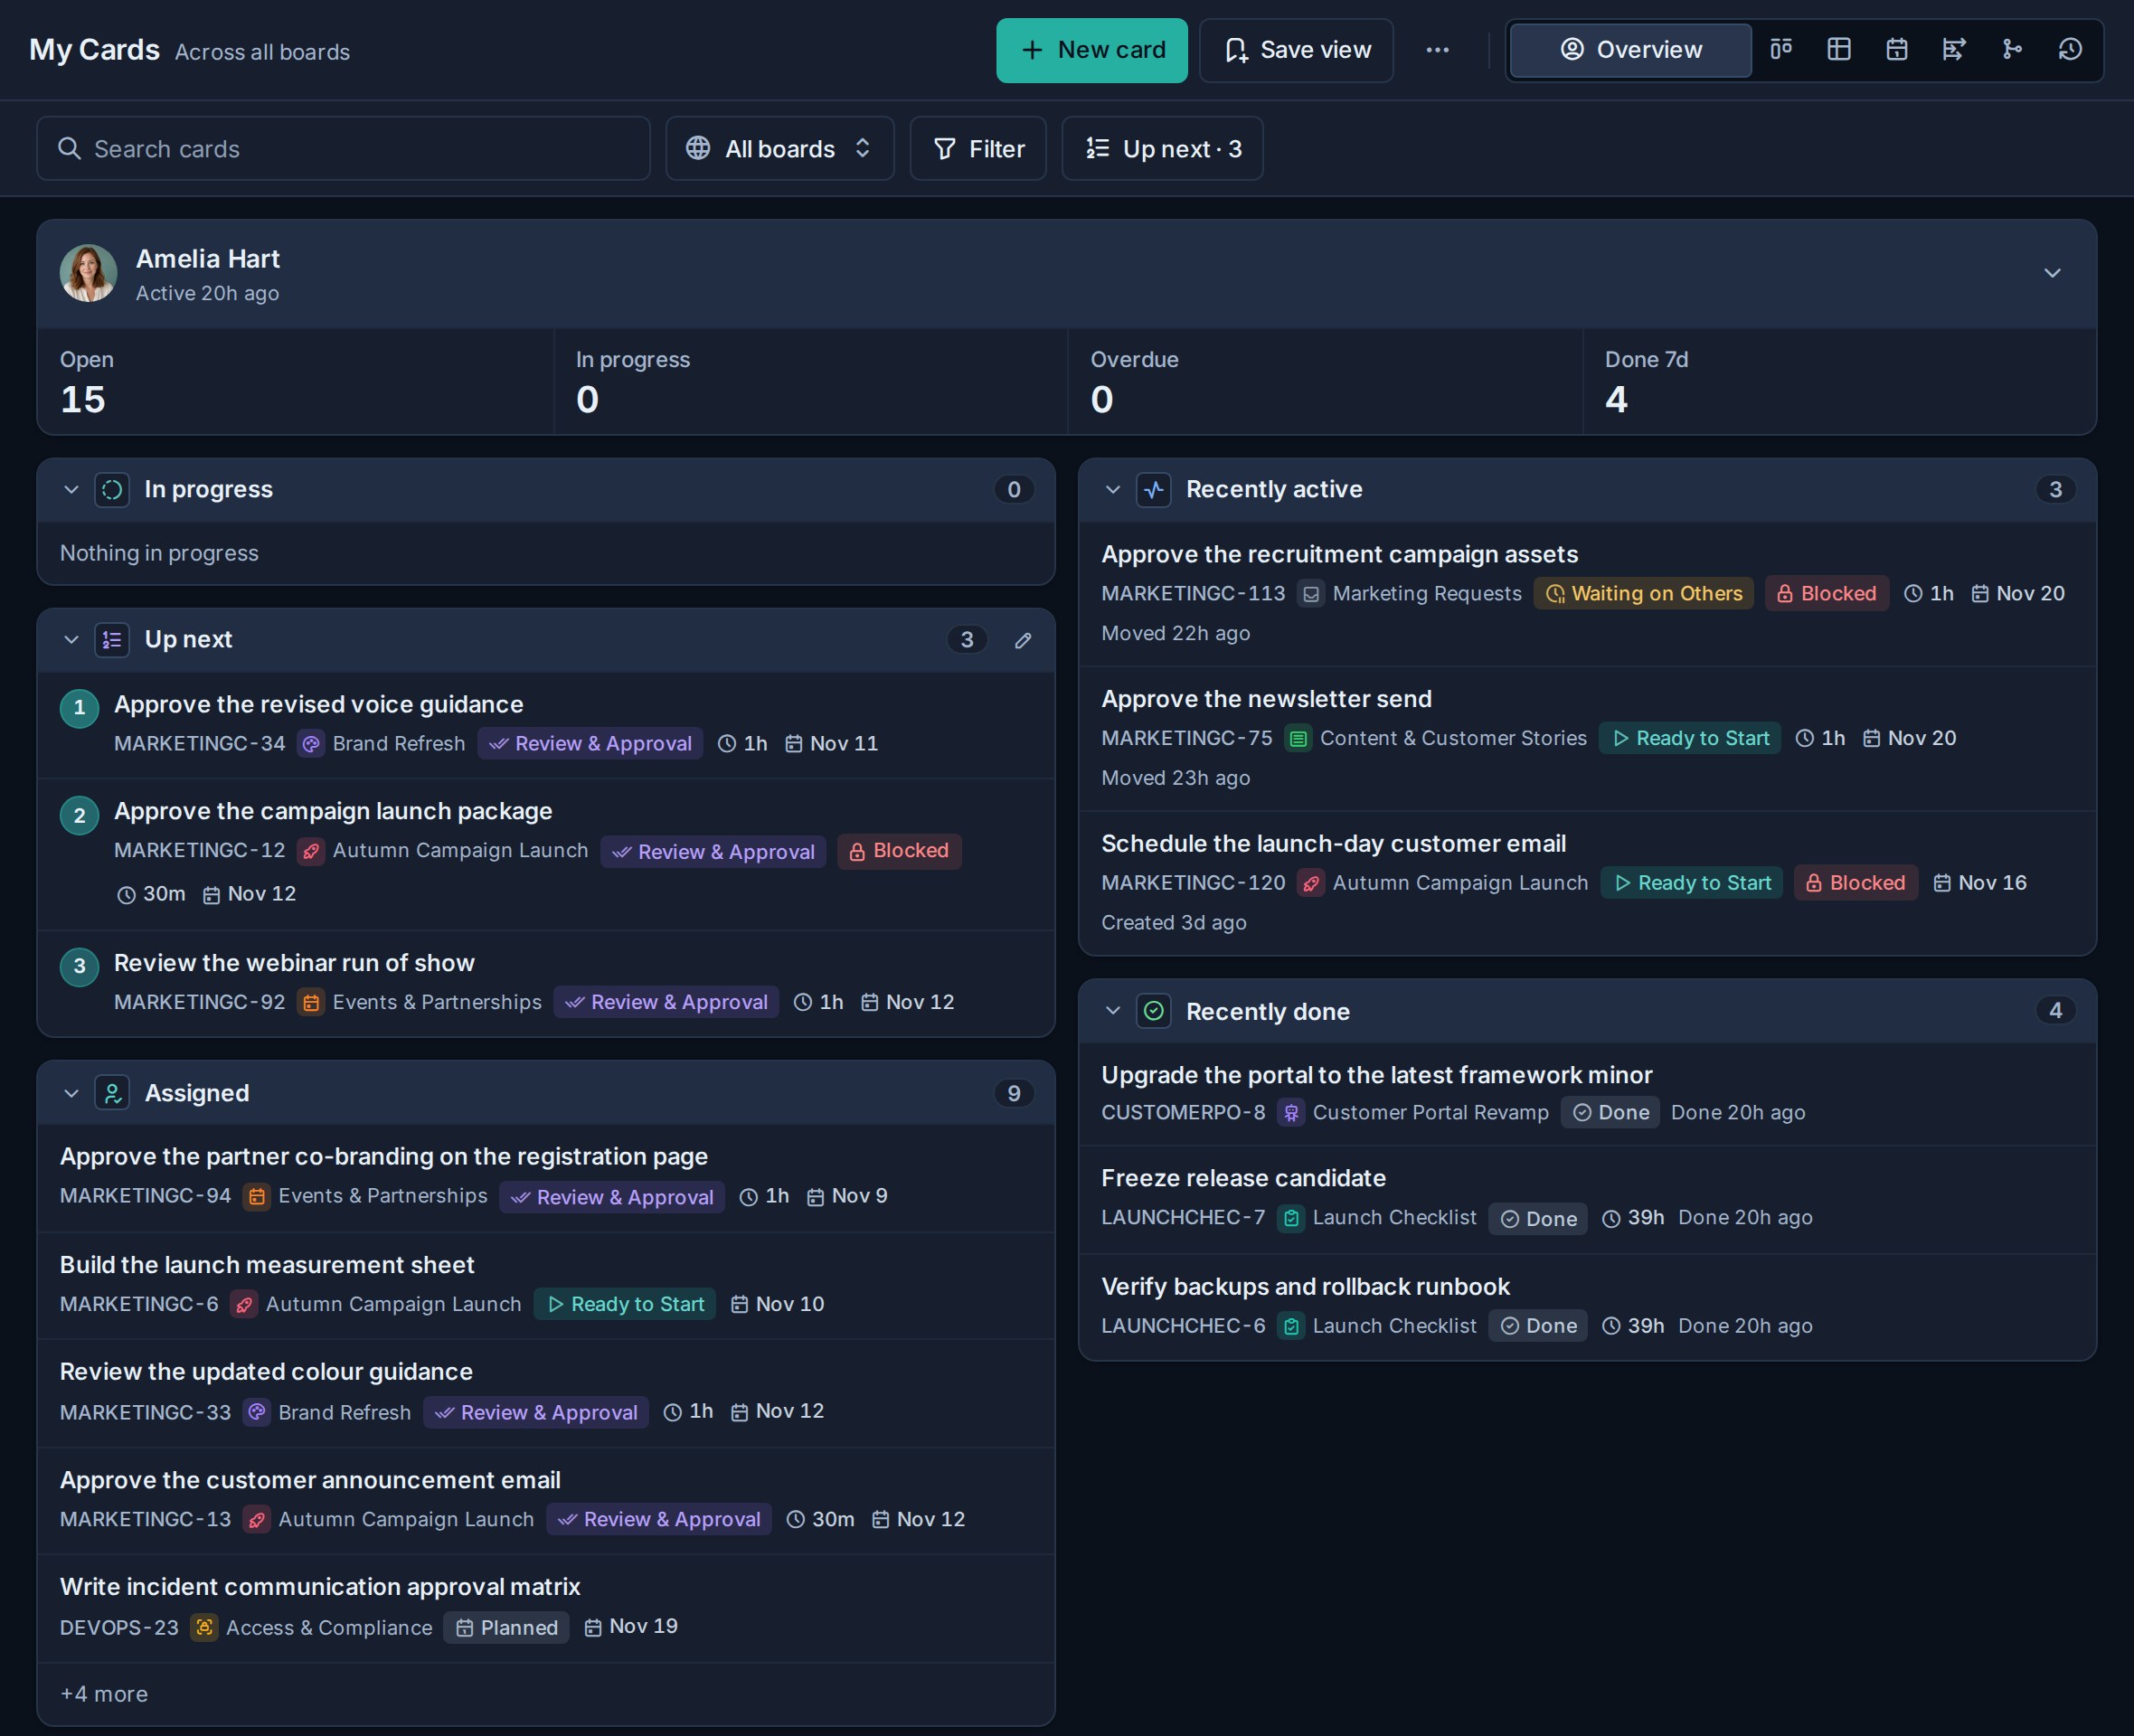 My Cards Across all boards
New card
Save view
Overview
Search cards
All boards
Filter
Up next · 3
Amelia Hart
Active 20h ago
Open
15
In progress
0
Overdue
0
Done 7d
4
In progress 0
Nothing in progress
Up next 3
1 Approve the revised voice guidance
MARKETINGC-34 Brand Refresh Review & Approval 1h Nov 11
2 Approve the campaign launch package
MARKETINGC-12 Autumn Campaign Launch Review & Approval Blocked
30m Nov 12
3 Review the webinar run of show
MARKETINGC-92 Events & Partnerships Review & Approval 1h Nov 12
Assigned 9
Approve the partner co-branding on the registration page
MARKETINGC-94 Events & Partnerships Review & Approval 1h Nov 9
Build the launch measurement sheet
MARKETINGC-6 Autumn Campaign Launch Ready to Start Nov 10
Review the updated colour guidance
MARKETINGC-33 Brand Refresh Review & Approval 1h Nov 12
Approve the customer announcement email
MARKETINGC-13 Autumn Campaign Launch Review & Approval 30m Nov 12
Write incident communication approval matrix
DEVOPS-23 Access & Compliance Planned Nov 19
+4 more
Recently active 3
Approve the recruitment campaign assets
MARKETINGC-113 Marketing Requests Waiting on Others Blocked 1h Nov 20
Moved 22h ago
Approve the newsletter send
MARKETINGC-75 Content & Customer Stories Ready to Start 1h Nov 20
Moved 23h ago
Schedule the launch-day customer email
MARKETINGC-120 Autumn Campaign Launch Ready to Start Blocked Nov 16
Created 3d ago
Recently done 4
Upgrade the portal to the latest framework minor
CUSTOMERPO-8 Customer Portal Revamp Done Done 20h ago
Freeze release candidate
LAUNCHCHEC-7 Launch Checklist Done 39h Done 20h ago
Verify backups and rollback runbook
LAUNCHCHEC-6 Launch Checklist Done 39h Done 20h ago